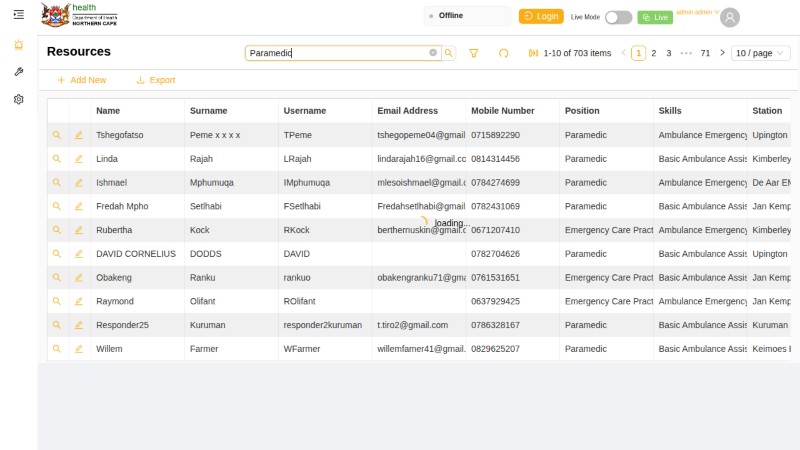 health
Department of Health
NORTHERN CAPE
Offline
Login
Live Mode
Live
admin admin
Resources
Paramedic
1-10 of 703 items
1 2 3 ••• 71
10 / page
Add New
Export
Name Surname Username Email Address Mobile Number Position Skills Station
Tshegofatso Peme x x x x TPeme tshegopeme04@gmail 0715892290 Paramedic Ambulance Emergency Upington
Linda Rajah LRajah lindarajah16@gmail.cc 0814314456 Paramedic Basic Ambulance Assis Kimberley
Ishmael Mphumuqa IMphumuqa mlesoishmael@gmail.c 0784274699 Paramedic Ambulance Emergency De Aar EM
Fredah Mpho Setlhabi FSetlhabi Fredahsetlhabi@gmail 0782431069 Paramedic Basic Ambulance Assis Jan Kemp
loading...
Rubertha Kock RKock berthernuskin@gmail.c 0671207410 Emergency Care Pract Ambulance Emergency Kimberley
DAVID CORNELIUS DODDS DAVID 0782704626 Paramedic Basic Ambulance Assis Upington
Obakeng Ranku rankuo obakengranku71@gma 0761531651 Emergency Care Pract Basic Ambulance Assis Jan Kemp
Raymond Olifant ROlifant 0637929425 Emergency Care Pract Ambulance Emergency Jan Kemp
Responder25 Kuruman responder2kuruman t.tiro2@gmail.com 0786328167 Paramedic Basic Ambulance Assis Kuruman
Willem Farmer WFarmer willemfamer41@gmail. 0829625207 Paramedic Basic Ambulance Assis Keimoes